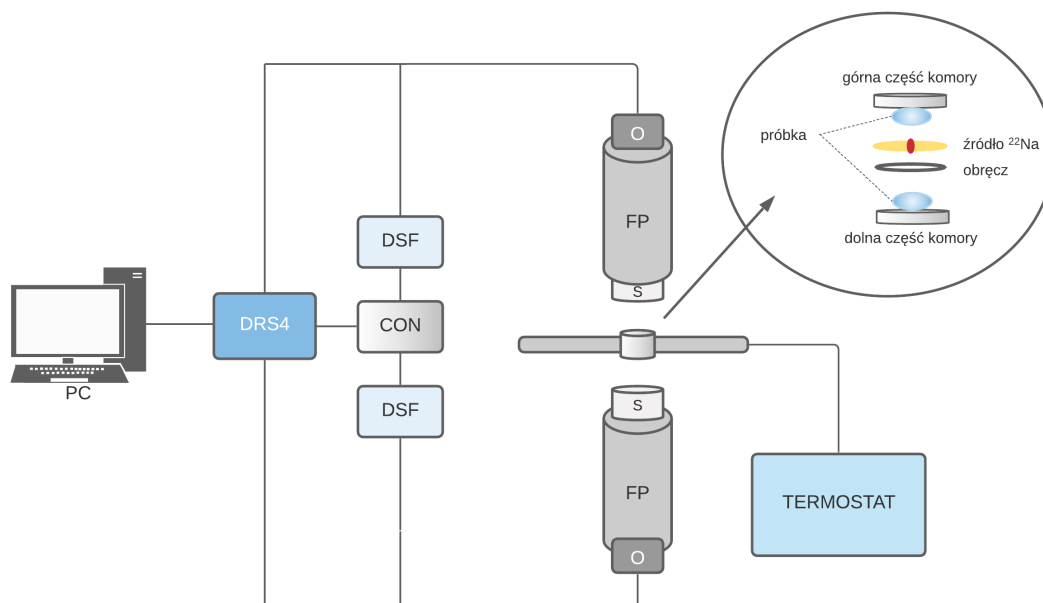 górna część komory
O
próbka
źródło ²²Na
obręcz
FP
DSF
dolna część komory
S
DRS4
CON
PC
S
DSF
FP
TERMOSTAT
O